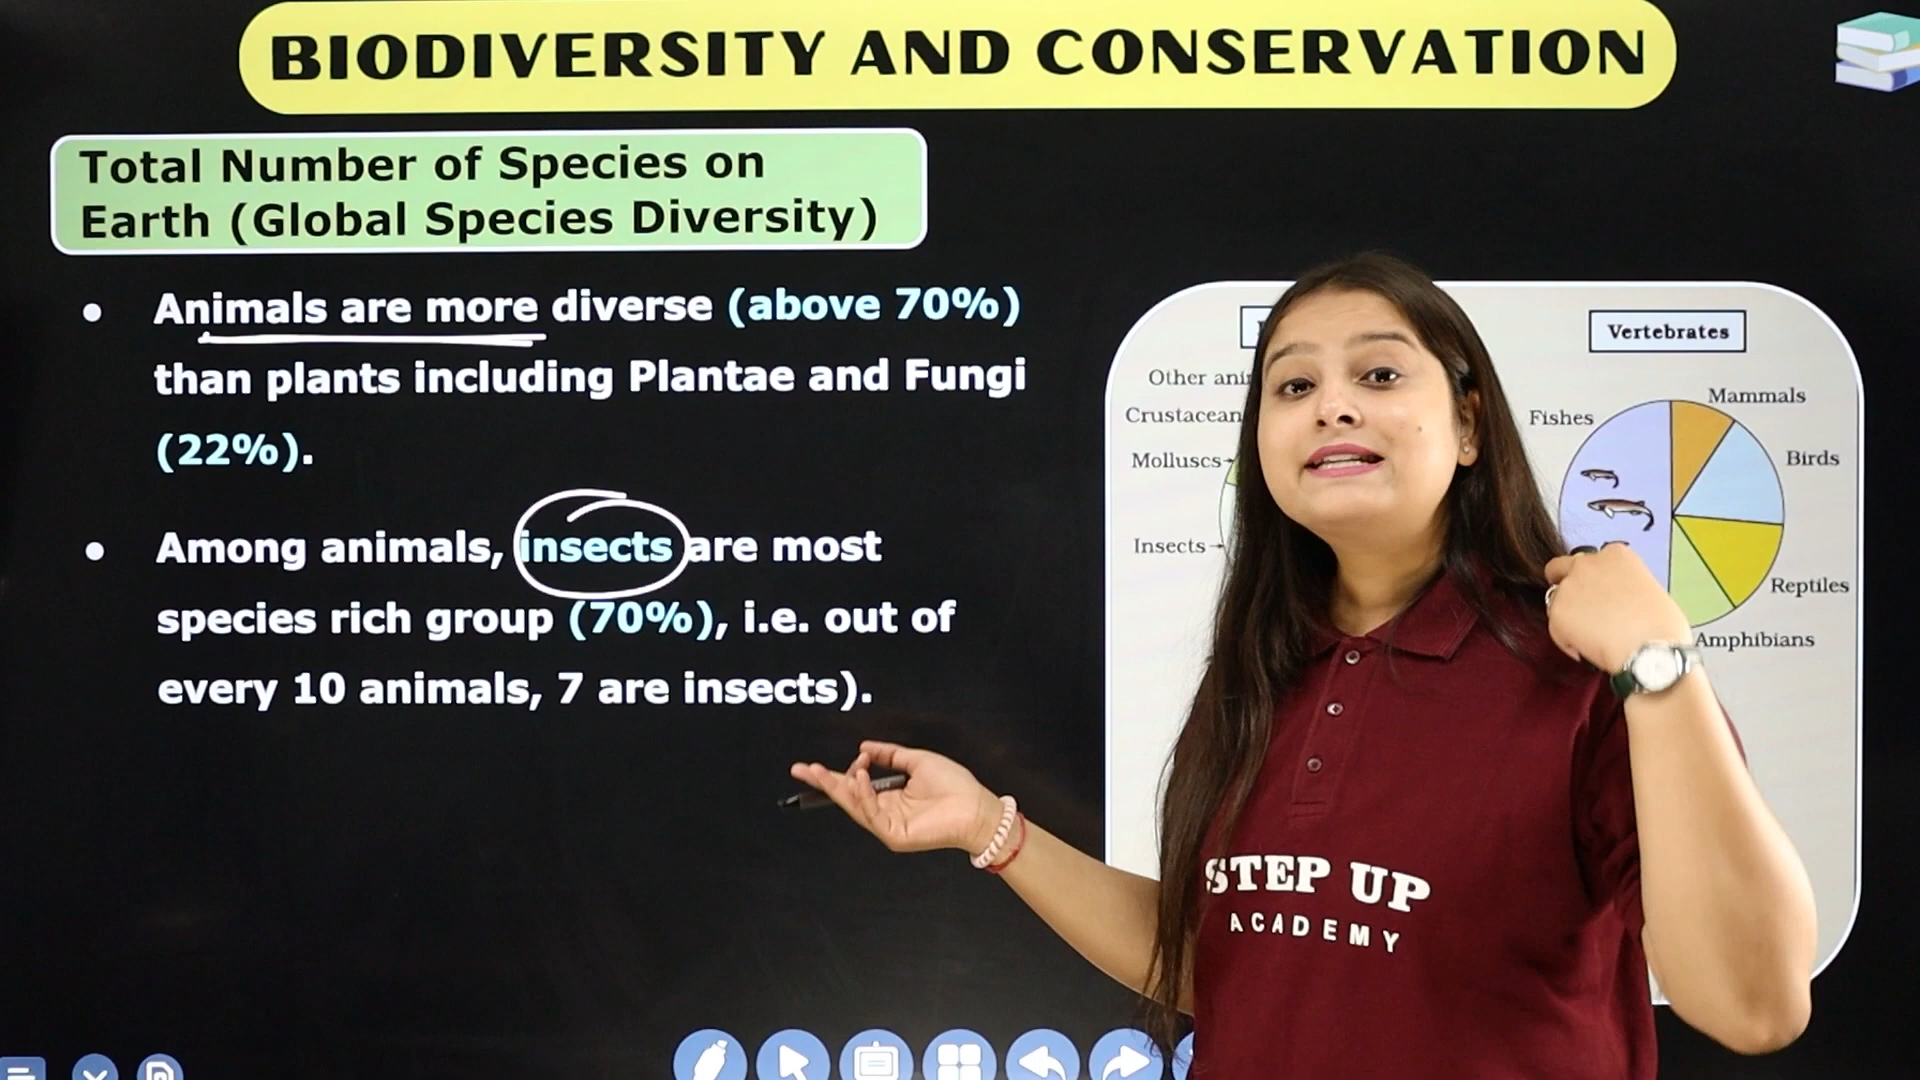 BIODIVERSITY AND CONSERVATION
Total Number of Species on
Earth (Global Species Diversity)
• Animals are more diverse (above 70%)
than plants including Plantae and Fungi
(22%).
• Among animals, insects are most
species rich group (70%), i.e. out of
every 10 animals, 7 are insects).
Vertebrates
Other
Crustacean
Molluscs
Insects
Fishes
Mammals
Birds
Reptiles
Amphibians
STEP UP
ACADEMY